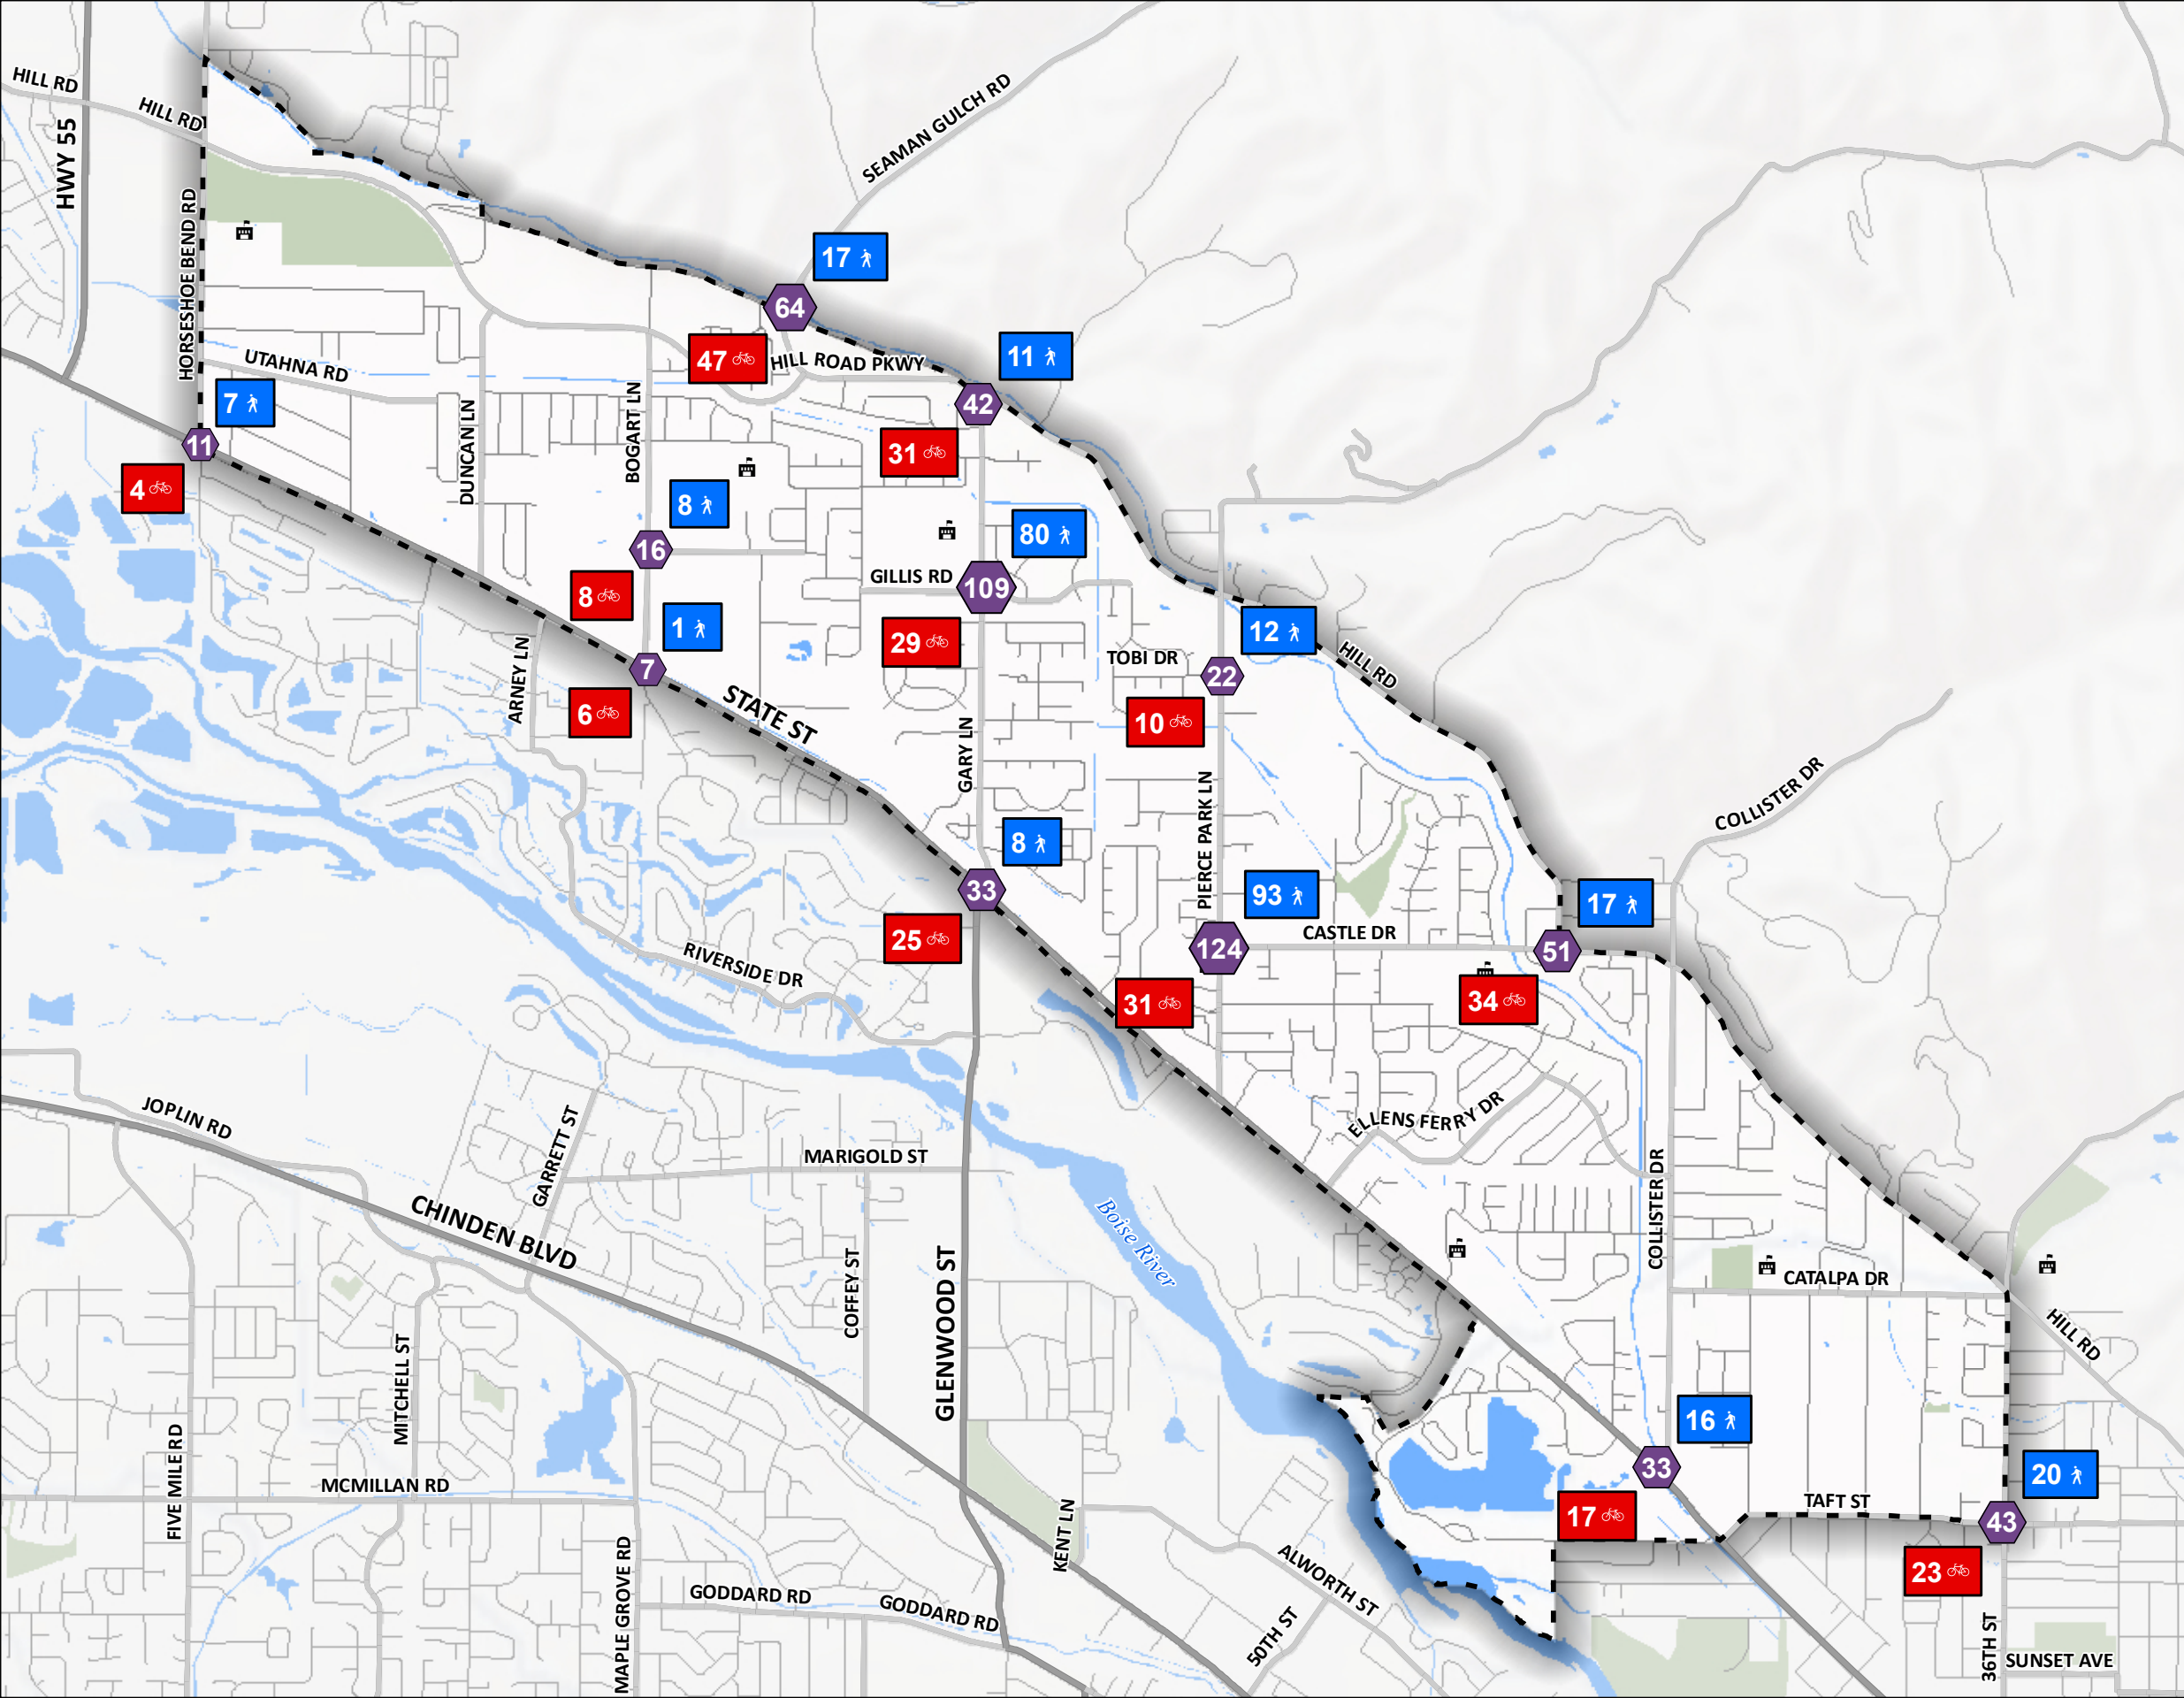 HILL RD
HILL RD
HWY 55
HORSESHOE BEND RD
SEAMAN GULCH RD
17
64
47
HILL ROAD PKWY
11
42
UTAHNA RD
7
11
4
DUNCAN LN
BOGART LN
31
8
16
80
GILLIS RD
109
8
1
29
12
HILL RD
TOBI DR
22
7
ARNEY LN
6
STATE ST
10
GARY LN
PIERCE PARK LN
COLLISTER DR
8
33
93
17
25
CASTLE DR
124
51
RIVERSIDE DR
31
34
JOPLIN RD
GARRETT ST
ELLENS FERRY DR
MARIGOLD ST
CHINDEN BLVD
Boise River
COLLISTER DR
COFFEY ST
GLENWOOD ST
CATALPA DR
HILL RD
MITCHELL ST
16
FIVE MILE RD
33
20
MCMILLAN RD
17
TAFT ST
43
KENT LN
MAPLE GROVE RD
ALWORTH ST
23
GODDARD RD
GODDARD RD
50TH ST
36TH ST
SUNSET AVE